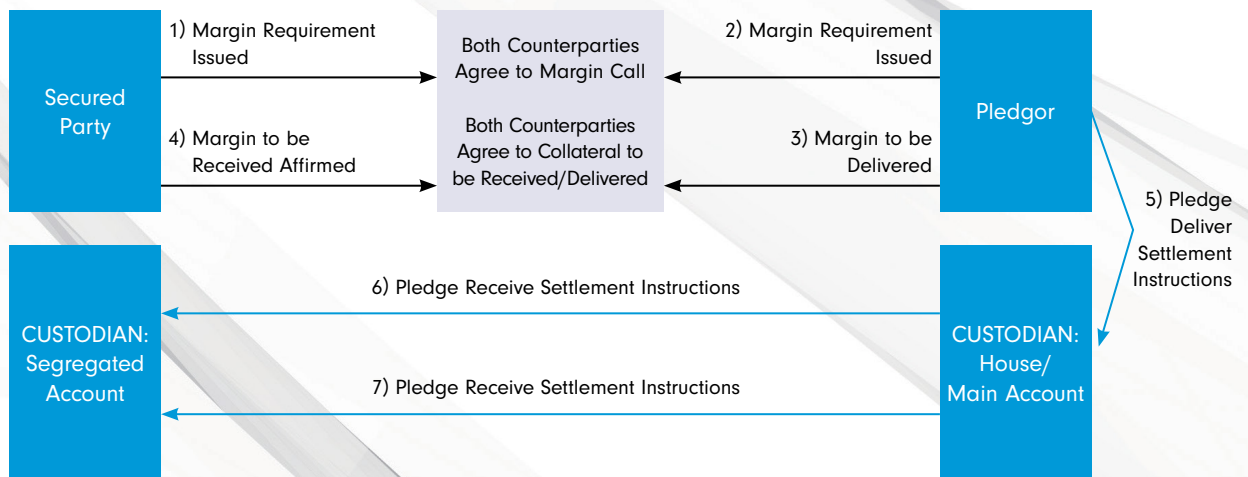 1) Margin Requirement
Issued
Both Counterparties
Agree to Margin Call
2) Margin Requirement
Issued
Secured
Party
Pledgor
4) Margin to be
Received Affirmed
Both Counterparties
Agree to Collateral to
be Received/Delivered
3) Margin to be
Delivered
5) Pledge
Deliver
Settlement
Instructions
6) Pledge Receive Settlement Instructions
CUSTODIAN:
Segregated
Account
CUSTODIAN:
House/
Main Account
7) Pledge Receive Settlement Instructions